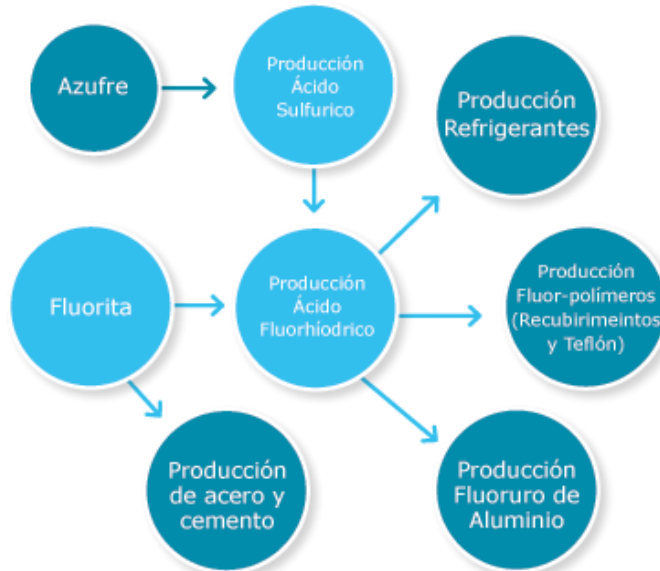 Azufre
Producción
Ácido
Sulfurico
Producción
Refrigerantes
Fluorita
Producción
Ácido
Fluorhíodrico
Producción
Fluor-polímeros
(Recubirimeintos
y Teflón)
Producción
de acero y
cemento
Producción
Fluoruro de
Aluminio